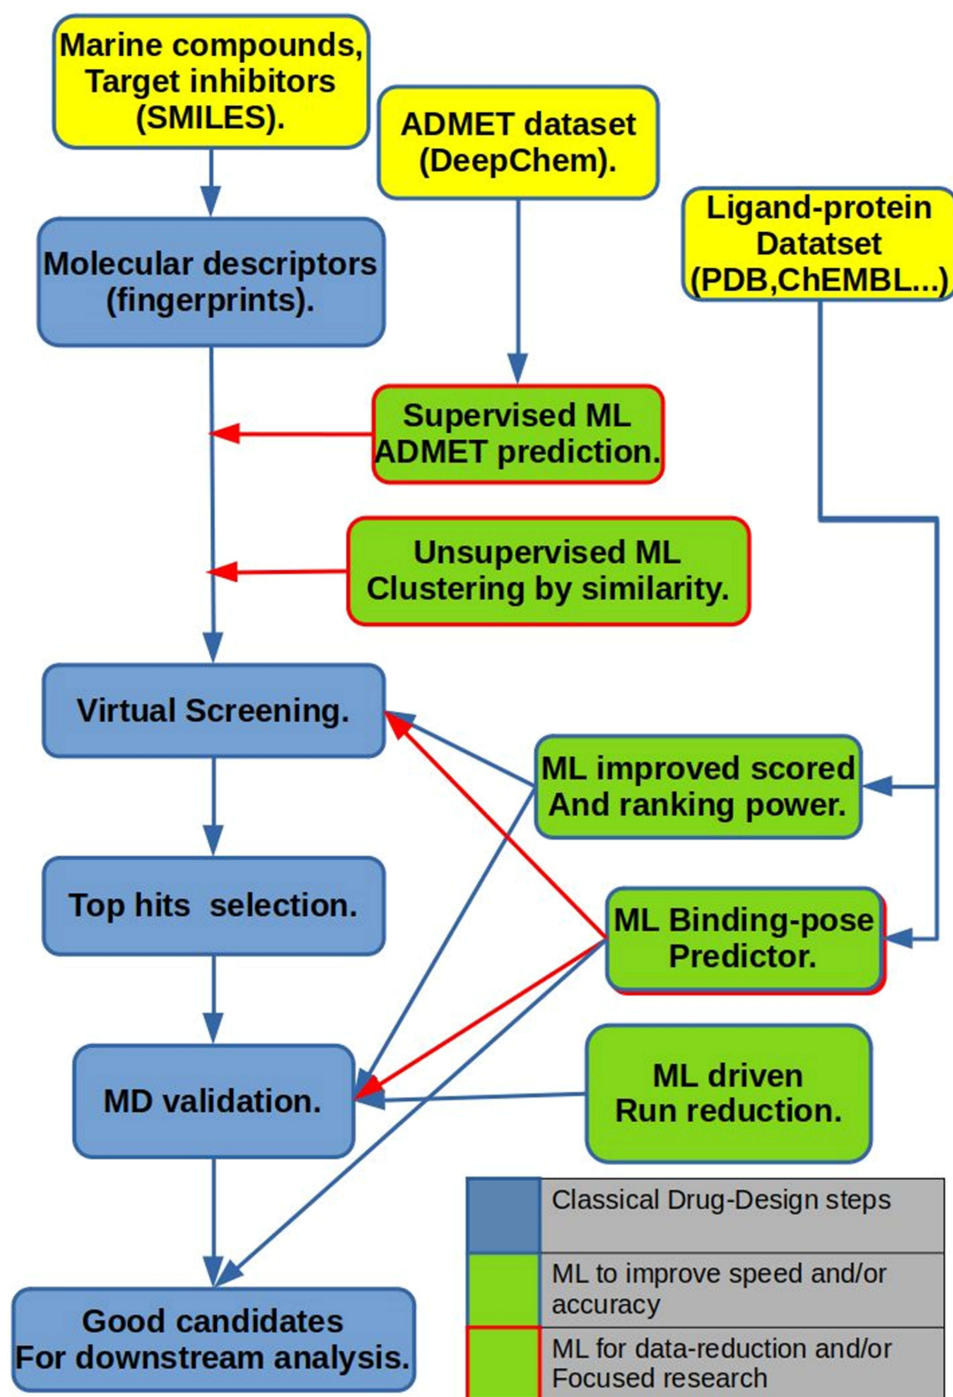 Marine compounds,
Target inhibitors
(SMILES).
ADMET dataset
(DeepChem).
Ligand-protein
Datatset
(PDB,ChEMBL...)
Molecular descriptors
(fingerprints).
Supervised ML
ADMET prediction.
Unsupervised ML
Clustering by similarity.
Virtual Screening.
ML improved scored
And ranking power.
Top hits  selection.
ML Binding-pose
Predictor.
MD validation.
ML driven
Run reduction.
Good candidates
For downstream analysis.
Classical Drug-Design steps
ML to improve speed and/or
accuracy
ML for data-reduction and/or
Focused research